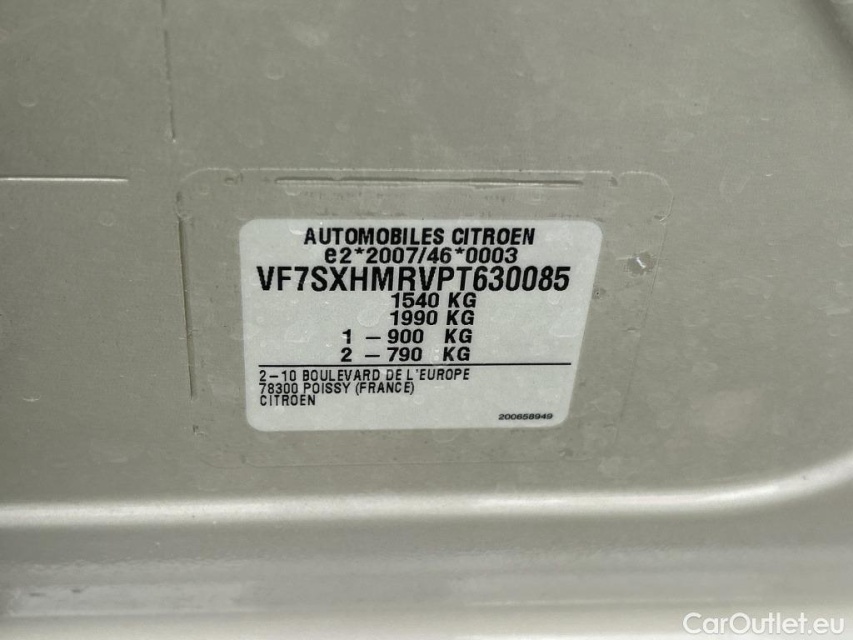 AUTOMOBILES CITROEN
e2*2007/46*0003
VF7SXHMRVPT630085
1540 KG
1990 KG
1 – 900 KG
2 – 790 KG
2–10 BOULEVARD DE L'EUROPE
78300 POISSY (FRANCE)
CITROEN
200658949
CarOutlet.eu